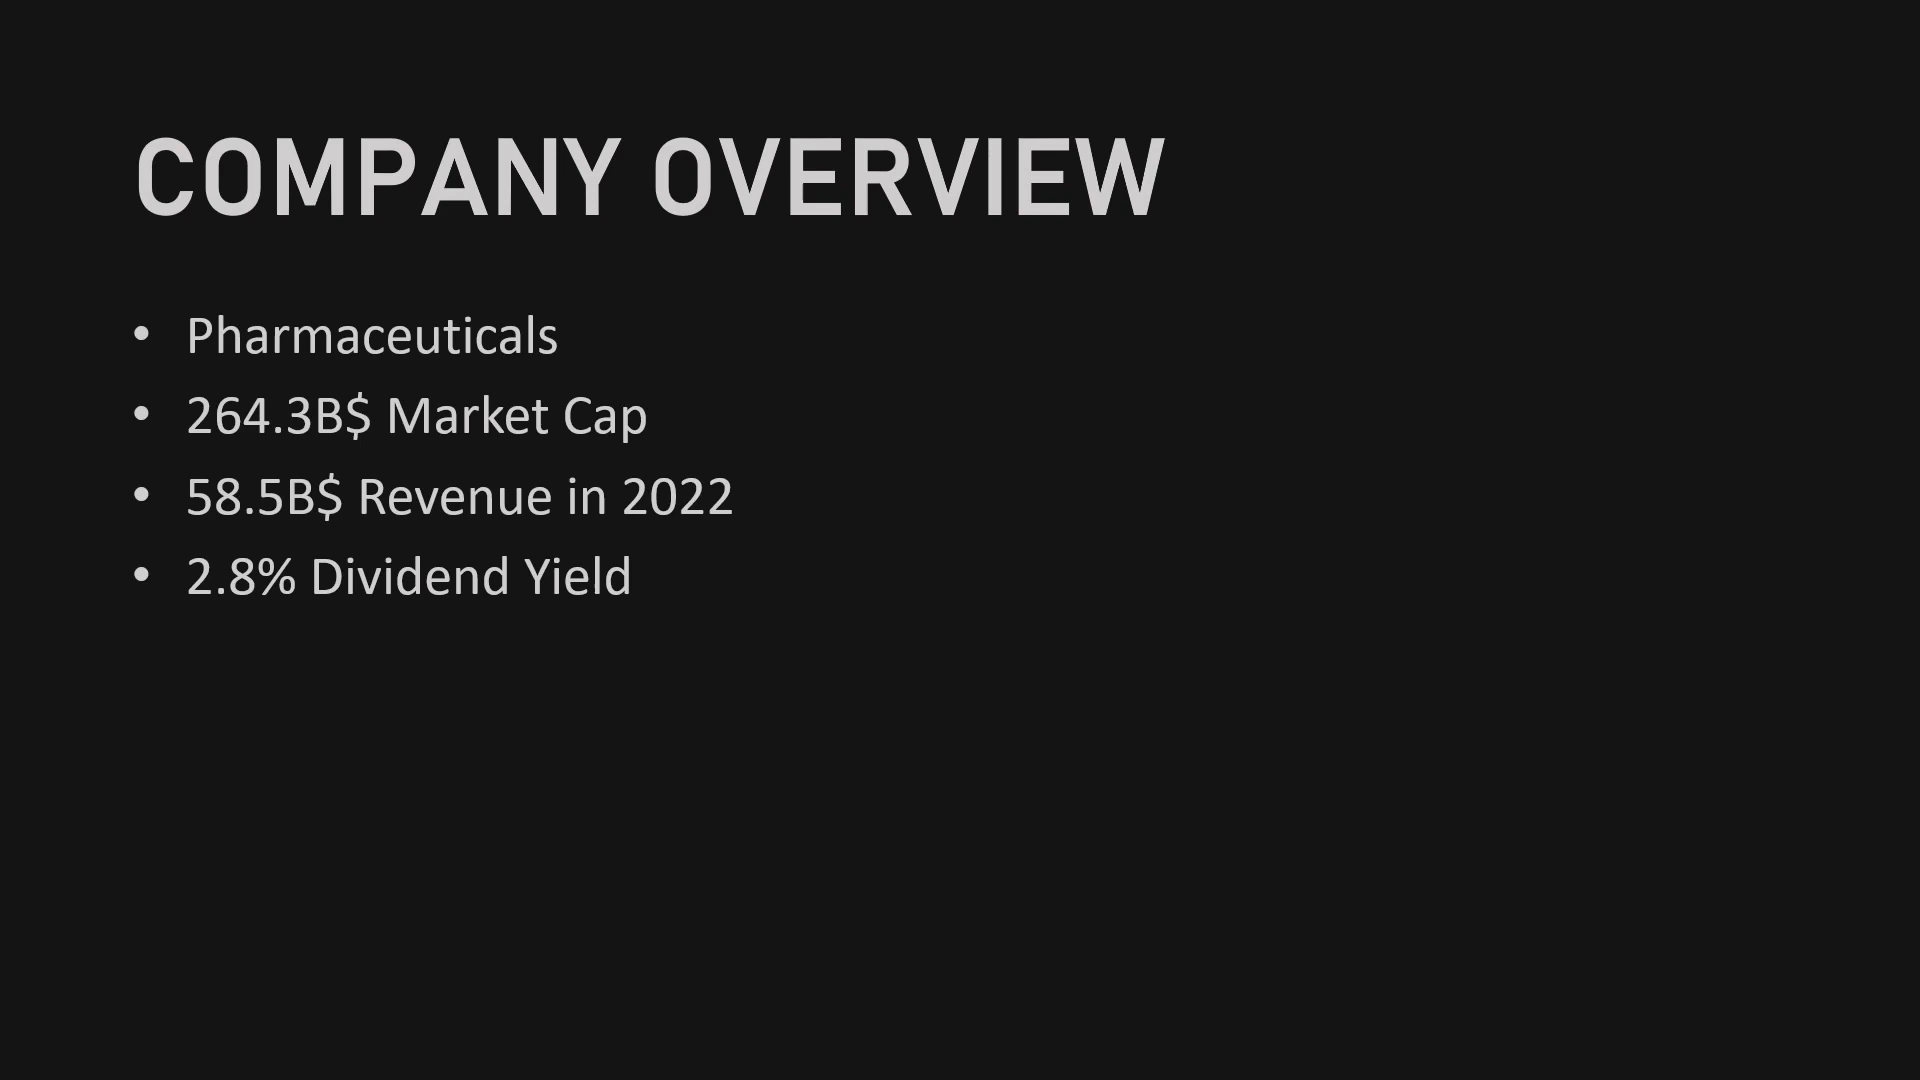 COMPANY OVERVIEW
• Pharmaceuticals
• 264.3B$ Market Cap
• 58.5B$ Revenue in 2022
• 2.8% Dividend Yield